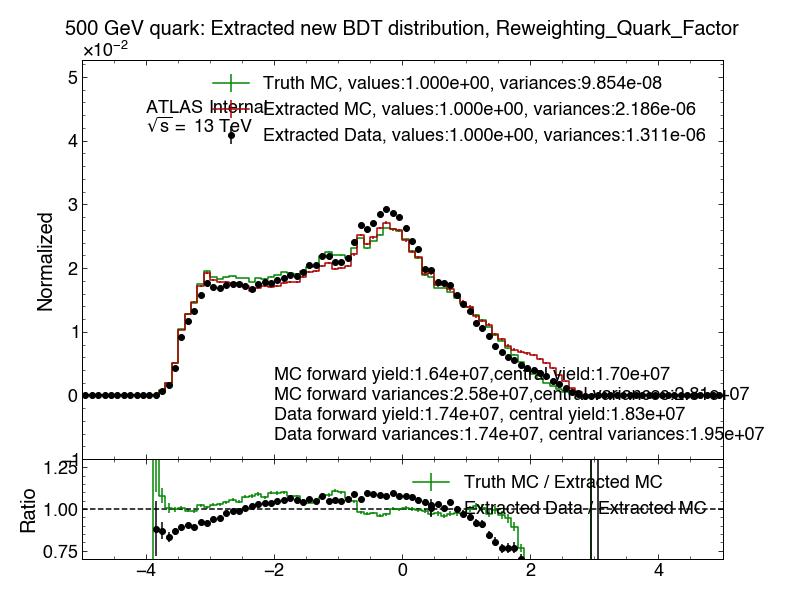 500 GeV quark: Extracted new BDT distribution, Reweighting_Quark_Factor
×10⁻²
Truth MC, values:1.000e+00, variances:9.854e-08
ATLAS Internal
Extracted MC, values:1.000e+00, variances:2.186e-06
√s = 13 TeV
Extracted Data, values:1.000e+00, variances:1.311e-06
5
4
3
2
1
0
Normalized
MC forward yield:1.64e+07,central yield:1.70e+07
MC forward variances:2.58e+07,central variances:2.81e+07
Data forward yield:1.74e+07, central yield:1.83e+07
Data forward variances:1.74e+07, central variances:1.95e+07
1.25
1.00
0.75
Ratio
Truth MC / Extracted MC
Extracted Data / Extracted MC
−4 −2 0 2 4